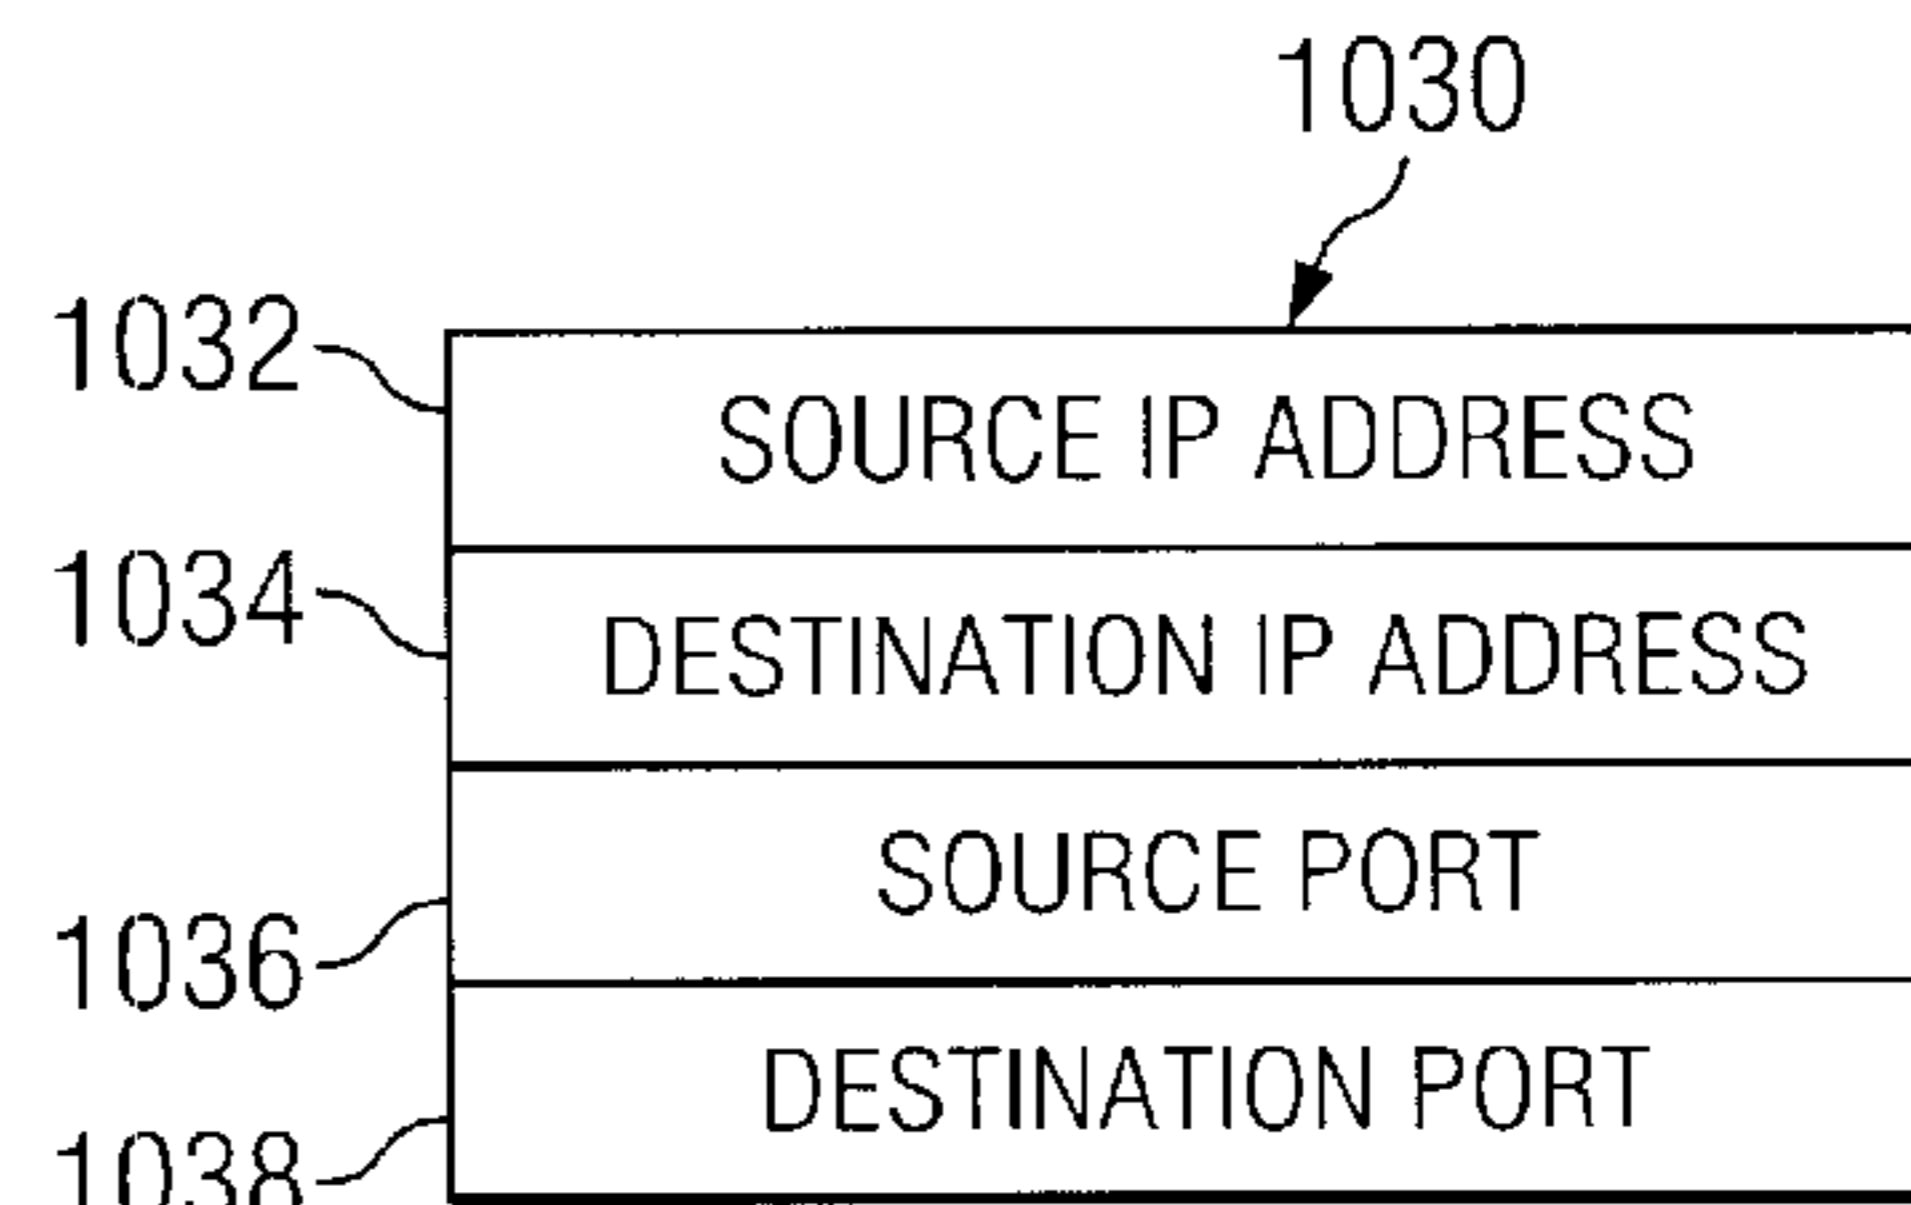 1030
1032
SOURCE IP ADDRESS
1034
DESTINATION IP ADDRESS
SOURCE PORT
1036
DESTINATION PORT
1038